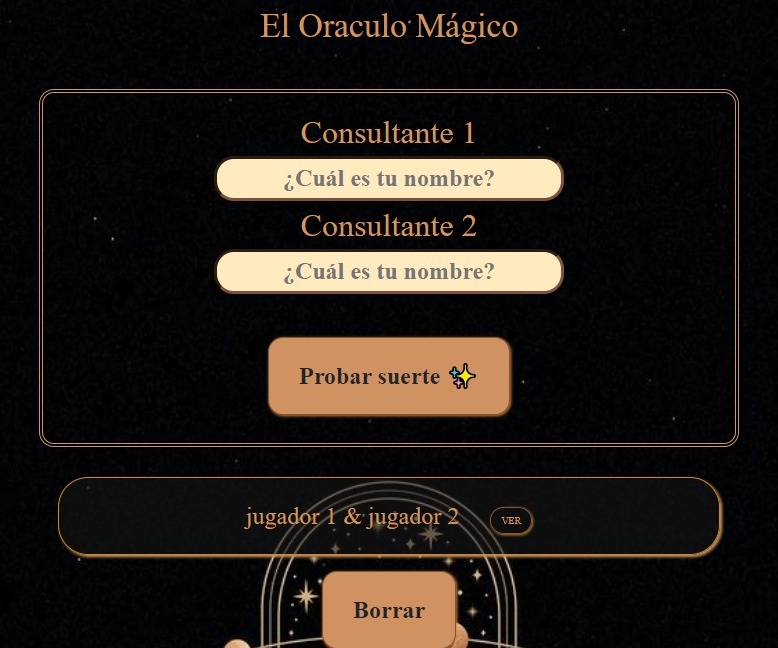 El Oraculo Mágico
Consultante 1
¿Cuál es tu nombre?
Consultante 2
¿Cuál es tu nombre?
Probar suerte ✨
jugador 1 & jugador 2 VER
Borrar